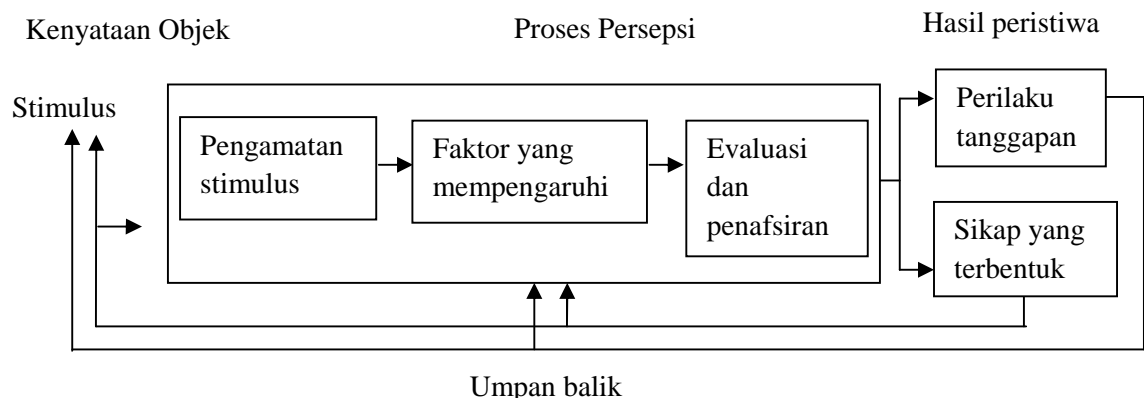 Kenyataan Objek
Proses Persepsi
Hasil peristiwa
Stimulus
Pengamatan
stimulus
Faktor yang
mempengaruhi
Evaluasi
dan
penafsiran
Perilaku
tanggapan
Sikap yang
terbentuk
Umpan balik